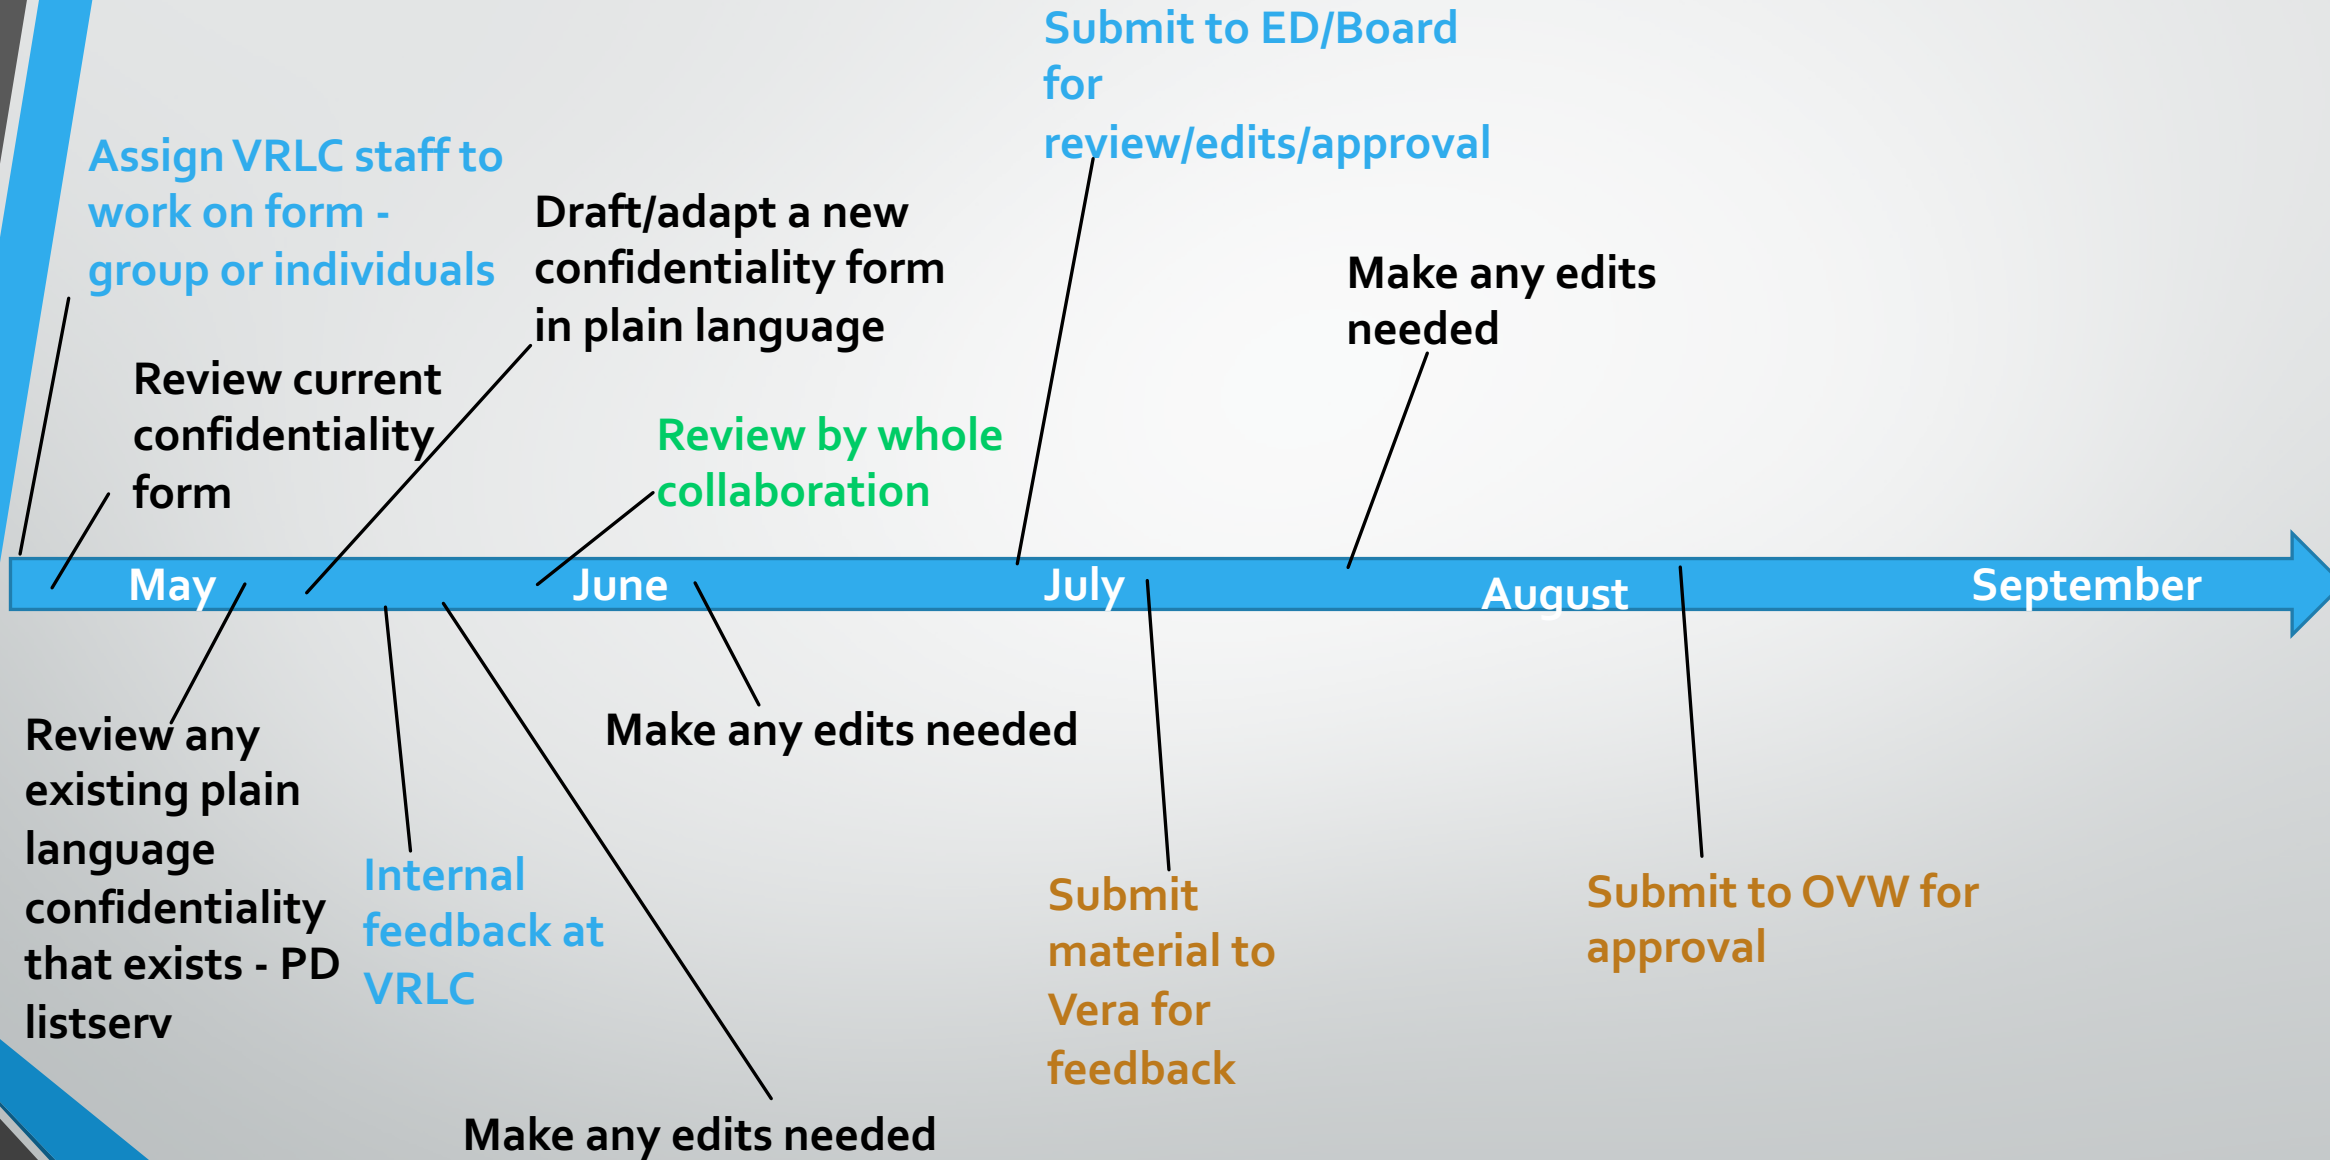 Submit to ED/Board
for
review/edits/approval
Assign VRLC staff to
work on form -
group or individuals
Draft/adapt a new
confidentiality form
in plain language
Make any edits
needed
Review current
confidentiality
form
Review by whole
collaboration
May
June
July
August
September
Review any
existing plain
language
confidentiality
that exists - PD
listserv
Internal
feedback at
VRLC
Make any edits needed
Make any edits needed
Submit
material to
Vera for
feedback
Submit to OVW for
approval